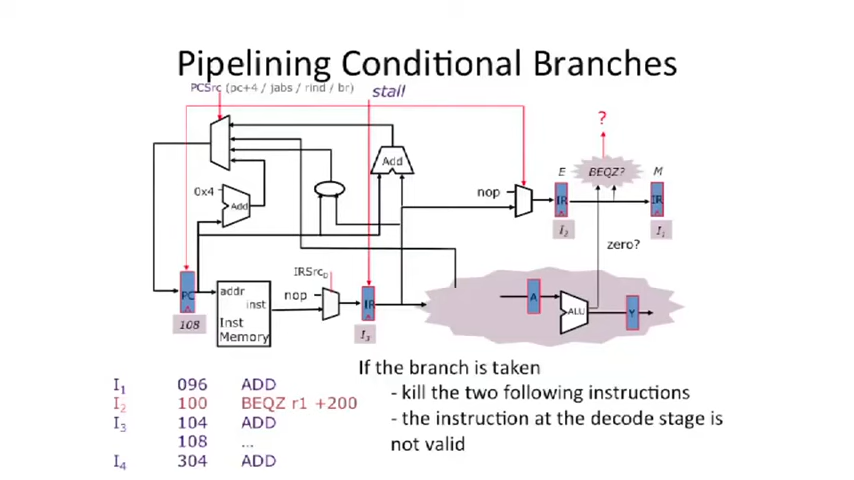 Pipelining Conditional Branches
PCSrc (pc+4 / jabs / rind / br)
stall
?
Add
E
BEQZ?
M
0x4
nop
Add
IR
IR
I₂
I₁
zero?
IRSrcD
PC
addr
inst
nop
IR
A
ALU
Y
108
Inst
Memory
I₃
If the branch is taken
- kill the two following instructions
- the instruction at the decode stage is
not valid
I₁ 096 ADD
I₂ 100 BEQZ r1 +200
I₃ 104 ADD
108 ...
I₄ 304 ADD